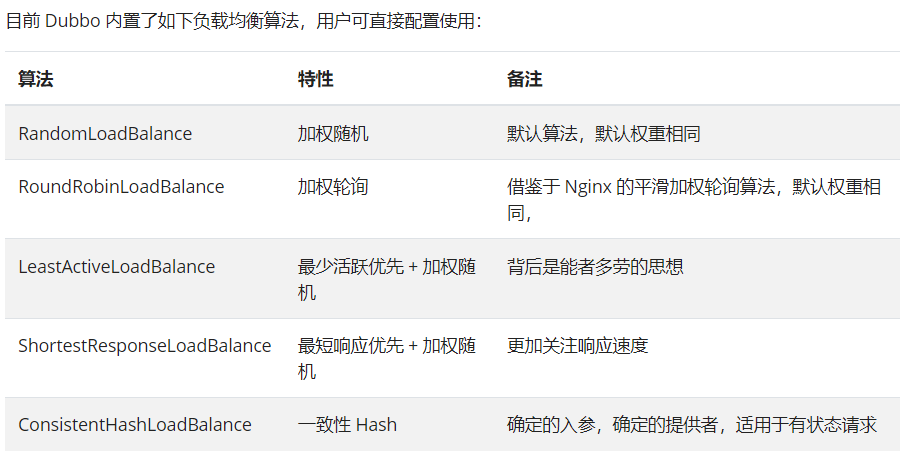 目前 Dubbo 内置了如下负载均衡算法，用户可直接配置使用：
算法 特性 备注
RandomLoadBalance 加权随机 默认算法，默认权重相同
RoundRobinLoadBalance 加权轮询 借鉴于 Nginx 的平滑加权轮询算法，默认权重相
同，
LeastActiveLoadBalance 最少活跃优先 + 加权随 背后是能者多劳的思想
机
ShortestResponseLoadBalance 最短响应优先 + 加权随 更加关注响应速度
机
ConsistentHashLoadBalance 一致性 Hash 确定的入参，确定的提供者，适用于有状态请求